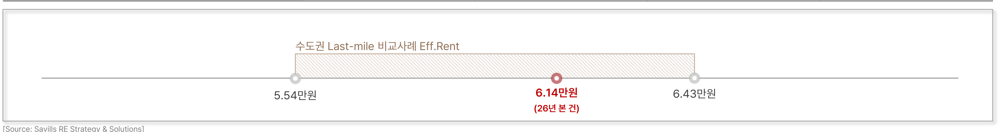 수도권 Last-mile 비교사례 Eff.Rent
5.54만원
6.14만원
6.43만원
(26년 본 건)
[Source: Savills RE Strategy & Solutions]